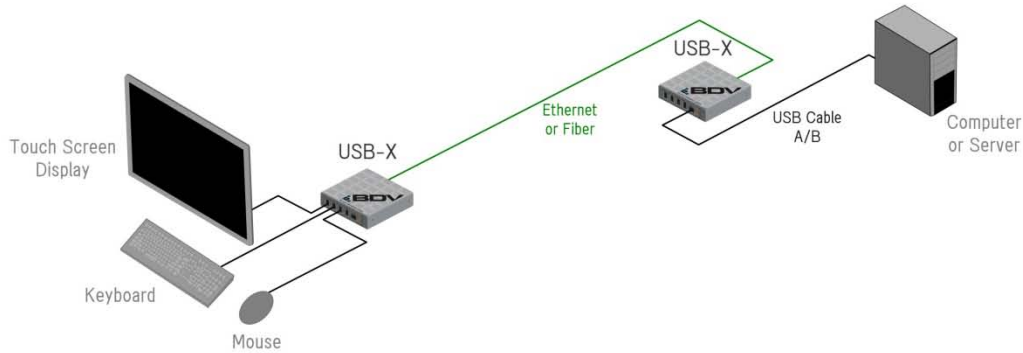 USB-X
BDV
Ethernet
or Fiber
USB Cable
A/B
Computer
or Server
Touch Screen
Display
USB-X
BDV
Keyboard
Mouse